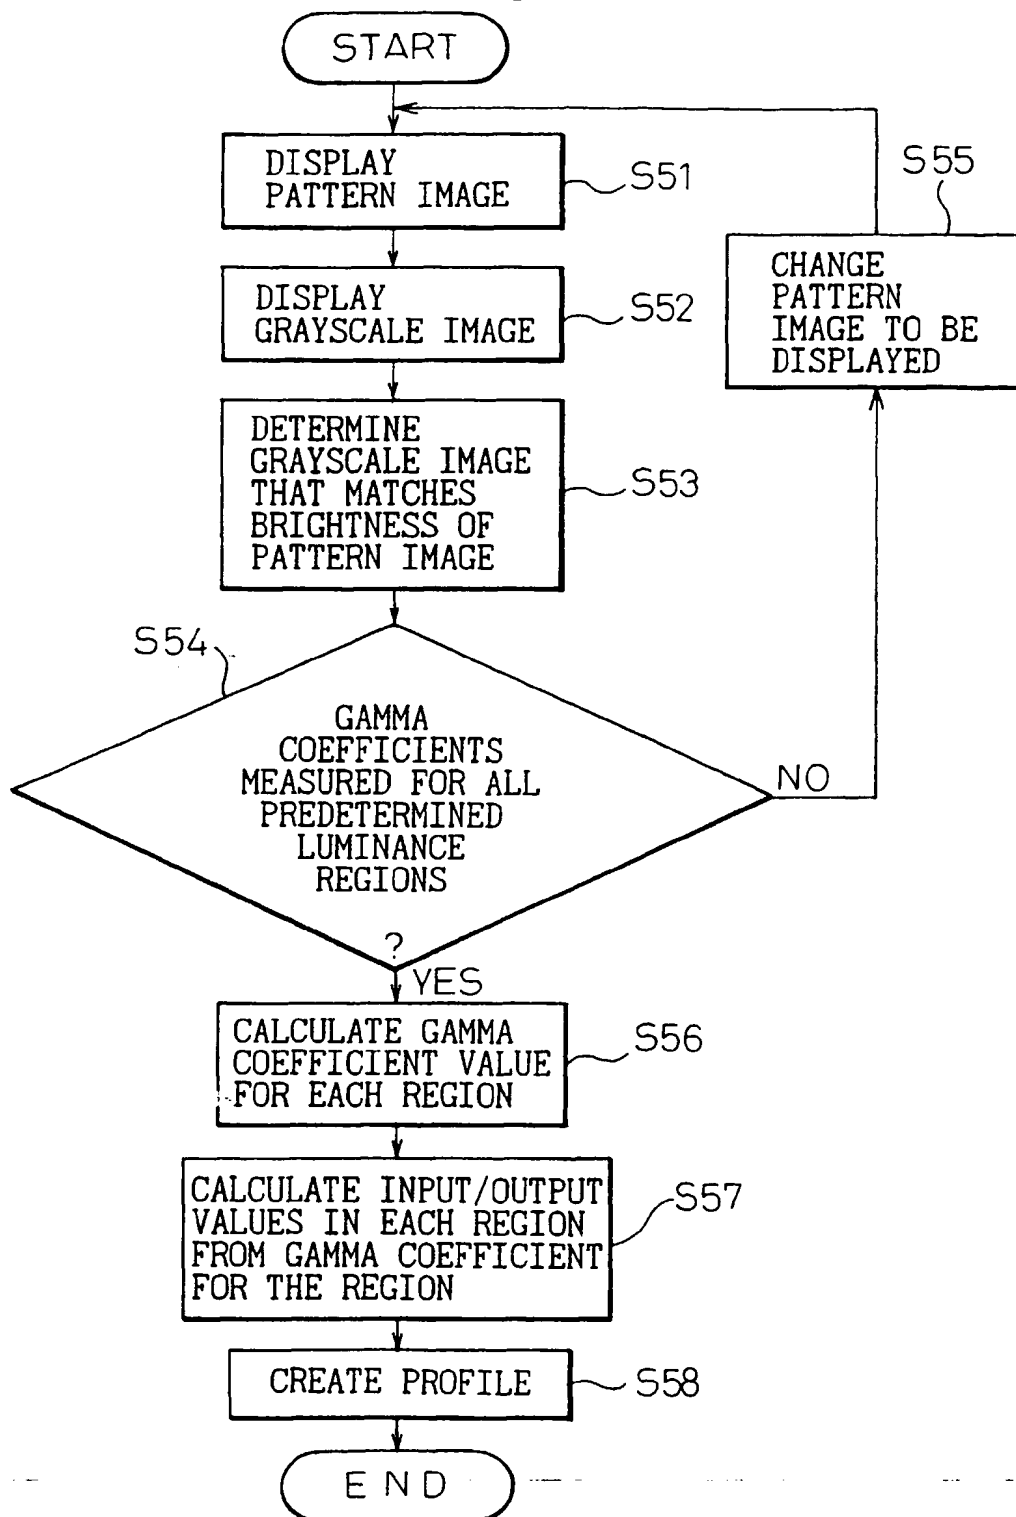 START
DISPLAY
PATTERN IMAGE
S51
S55
CHANGE
PATTERN
IMAGE TO BE
DISPLAYED
DISPLAY
GRAYSCALE IMAGE
S52
DETERMINE
GRAYSCALE IMAGE
THAT MATCHES
BRIGHTNESS OF
PATTERN IMAGE
S53
S54
GAMMA
COEFFICIENTS
MEASURED FOR ALL
PREDETERMINED
LUMINANCE
REGIONS
?
NO
YES
CALCULATE GAMMA
COEFFICIENT VALUE
FOR EACH REGION
S56
CALCULATE INPUT/OUTPUT
VALUES IN EACH REGION
FROM GAMMA COEFFICIENT
FOR THE REGION
S57
CREATE PROFILE
S58
END